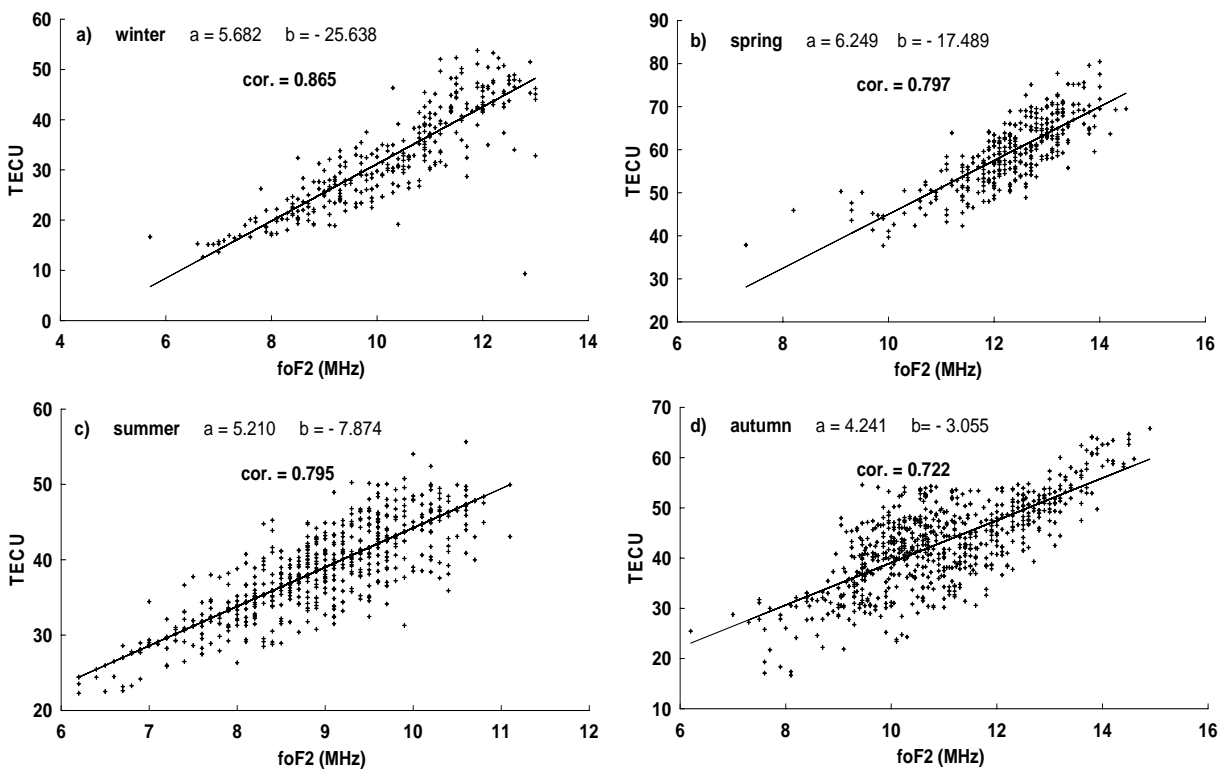 a) winter a = 5.682 b = - 25.638
cor. = 0.865
TECU
60
50
40
30
20
10
0
4 6 8 10 12 14
foF2 (MHz)
b) spring a = 6.249 b = - 17.489
cor. = 0.797
TECU
90
80
70
60
50
40
30
20
6 8 10 12 14 16
foF2 (MHz)
c) summer a = 5.210 b = - 7.874
cor. = 0.795
TECU
60
50
40
30
20
6 7 8 9 10 11 12
foF2 (MHz)
d) autumn a = 4.241 b= - 3.055
cor. = 0.722
TECU
70
60
50
40
30
20
10
6 8 10 12 14 16
foF2 (MHz)